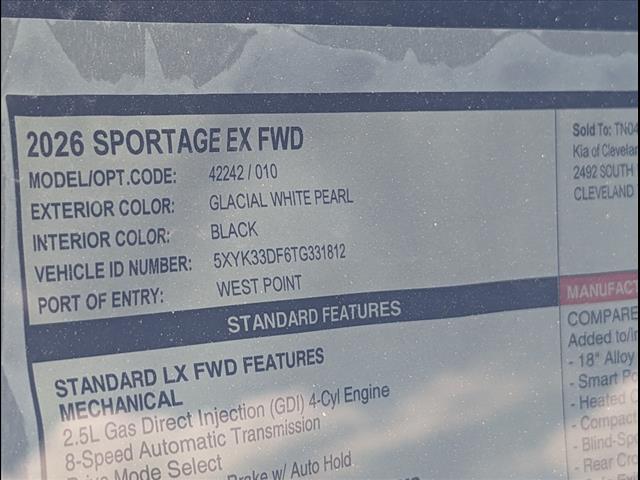 2026 SPORTAGE EX FWD
MODEL/OPT.CODE: 42242 / 010
EXTERIOR COLOR: GLACIAL WHITE PEARL
INTERIOR COLOR: BLACK
VEHICLE ID NUMBER: 5XYK33DF6TG331812
PORT OF ENTRY: WEST POINT
Sold To: TN04
Kia of Clevelan
2492 SOUTH
CLEVELAND
STANDARD FEATURES
STANDARD LX FWD FEATURES
MECHANICAL
2.5L Gas Direct Injection (GDI) 4-Cyl Engine
8-Speed Automatic Transmission
Drive Mode Select
Brake w/ Auto Hold
MANUFACT
COMPARE
Added to/i
- 18" Alloy
- Smart
- Heated
- Compac
- Blind-Sp
- Rear Cro